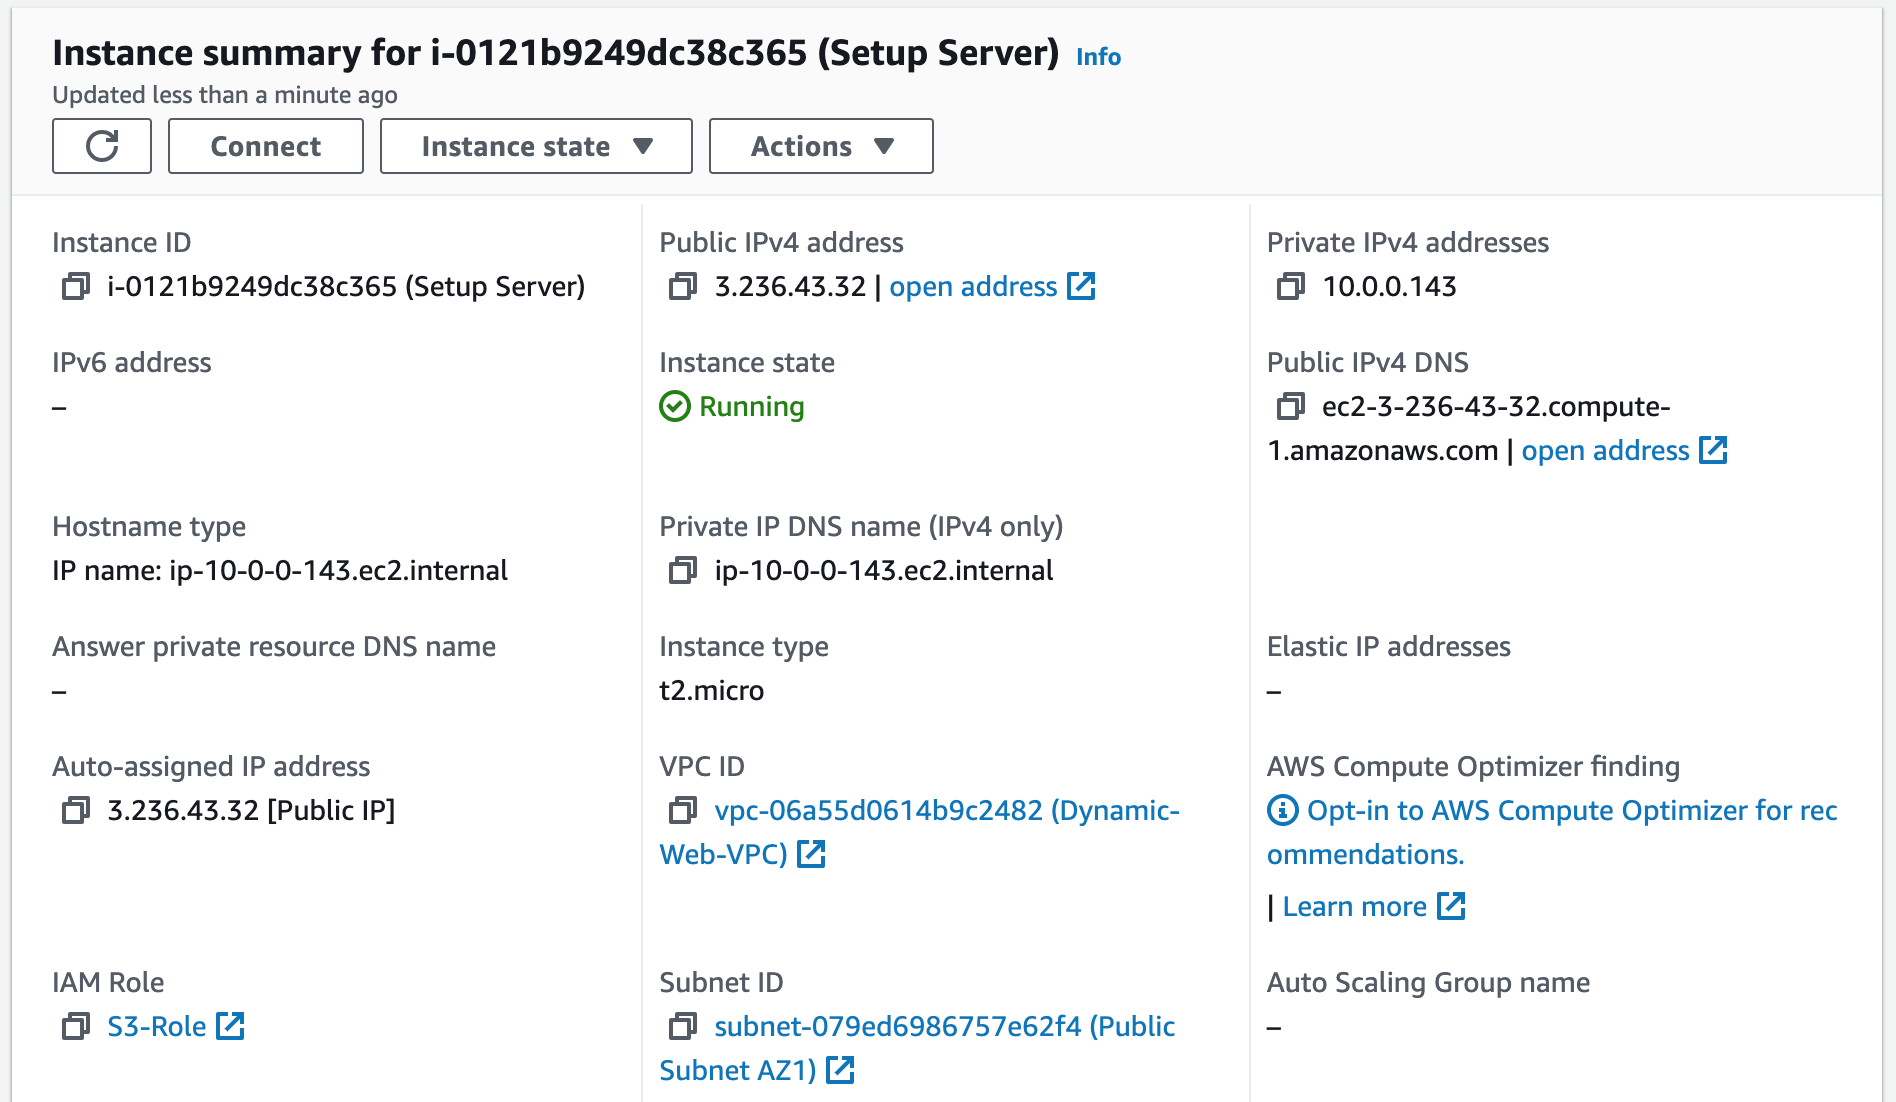 Instance summary for i-0121b9249dc38c365 (Setup Server) Info
Updated less than a minute ago
Connect
Instance state
Actions
Instance ID
i-0121b9249dc38c365 (Setup Server)
Public IPv4 address
3.236.43.32 | open address
Private IPv4 addresses
10.0.0.143
IPv6 address
–
Instance state
Running
Public IPv4 DNS
ec2-3-236-43-32.compute-
1.amazonaws.com | open address
Hostname type
IP name: ip-10-0-0-143.ec2.internal
Private IP DNS name (IPv4 only)
ip-10-0-0-143.ec2.internal
Answer private resource DNS name
–
Instance type
t2.micro
Elastic IP addresses
–
Auto-assigned IP address
3.236.43.32 [Public IP]
VPC ID
vpc-06a55d0614b9c2482 (Dynamic-
Web-VPC)
AWS Compute Optimizer finding
Opt-in to AWS Compute Optimizer for rec
ommendations.
| Learn more
IAM Role
S3-Role
Subnet ID
subnet-079ed6986757e62f4 (Public
Subnet AZ1)
Auto Scaling Group name
–